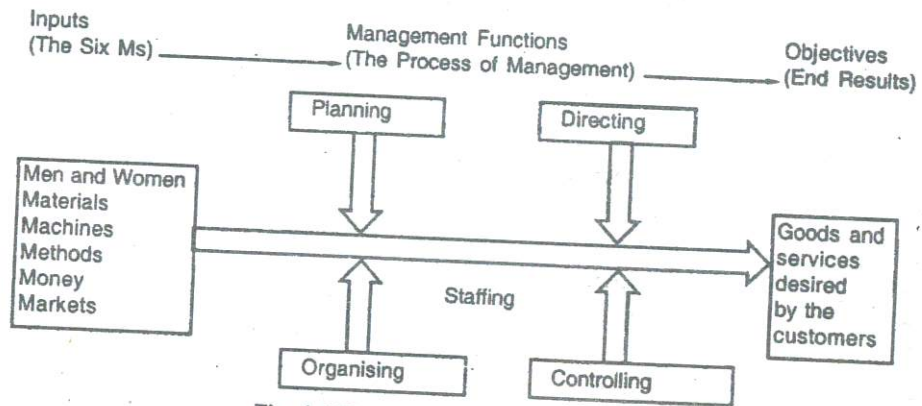 Inputs
(The Six Ms)
Management Functions
(The Process of Management)
Objectives
(End Results)
Planning
Directing
Men and Women
Materials
Machines
Methods
Money
Markets
Goods and
services
desired
by the
customers
Staffing
Organising
Controlling